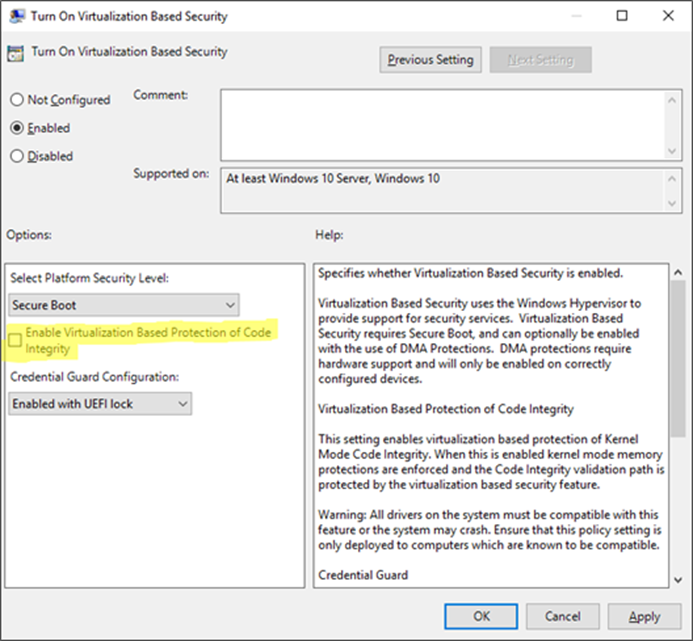 Turn On Virtualization Based Security
Turn On Virtualization Based Security
Previous Setting
Next Setting
Not Configured
Comment:
Enabled
Disabled
Supported on:
At least Windows 10 Server, Windows 10
Options:
Help:
Select Platform Security Level:
Secure Boot
Enable Virtualization Based Protection of Code
Integrity
Credential Guard Configuration:
Enabled with UEFI lock
Specifies whether Virtualization Based Security is enabled.
Virtualization Based Security uses the Windows Hypervisor to
provide support for security services.  Virtualization Based
Security requires Secure Boot, and can optionally be enabled
with the use of DMA Protections.  DMA protections require
hardware support and will only be enabled on correctly
configured devices.
Virtualization Based Protection of Code Integrity
This setting enables virtualization based protection of Kernel
Mode Code Integrity. When this is enabled kernel mode memory
protections are enforced and the Code Integrity validation path is
protected by the virtualization based security feature.
Warning: All drivers on the system must be compatible with this
feature or the system may crash. Ensure that this policy setting is
only deployed to computers which are known to be compatible.
Credential Guard
OK
Cancel
Apply